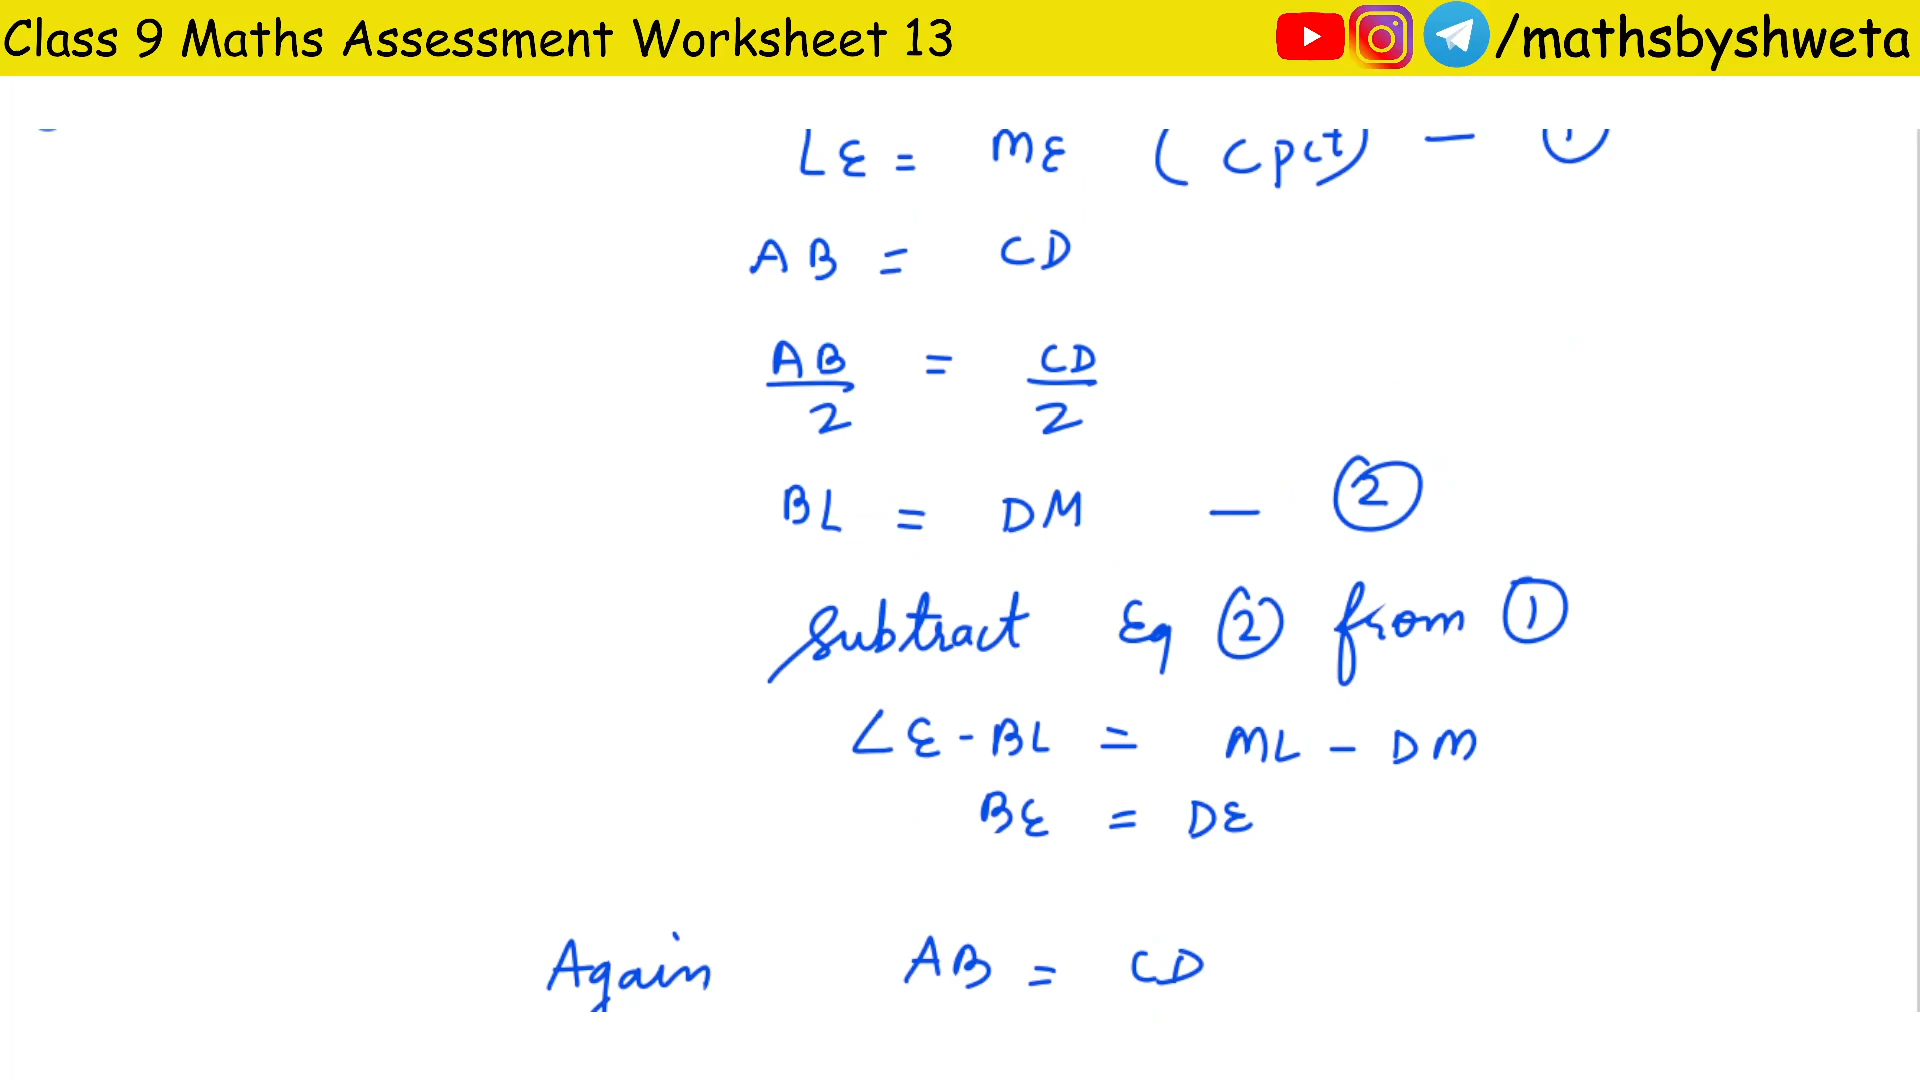 Class 9 Maths Assessment Worksheet 13 /mathsbyshweta
LE = ME (cpct) — ①
AB = CD
AB/2 = CD/2
BL = DM — ②
Subtract Eq ② from ①
LE - BL = ML - DM
BE = DE
Again AB = CD